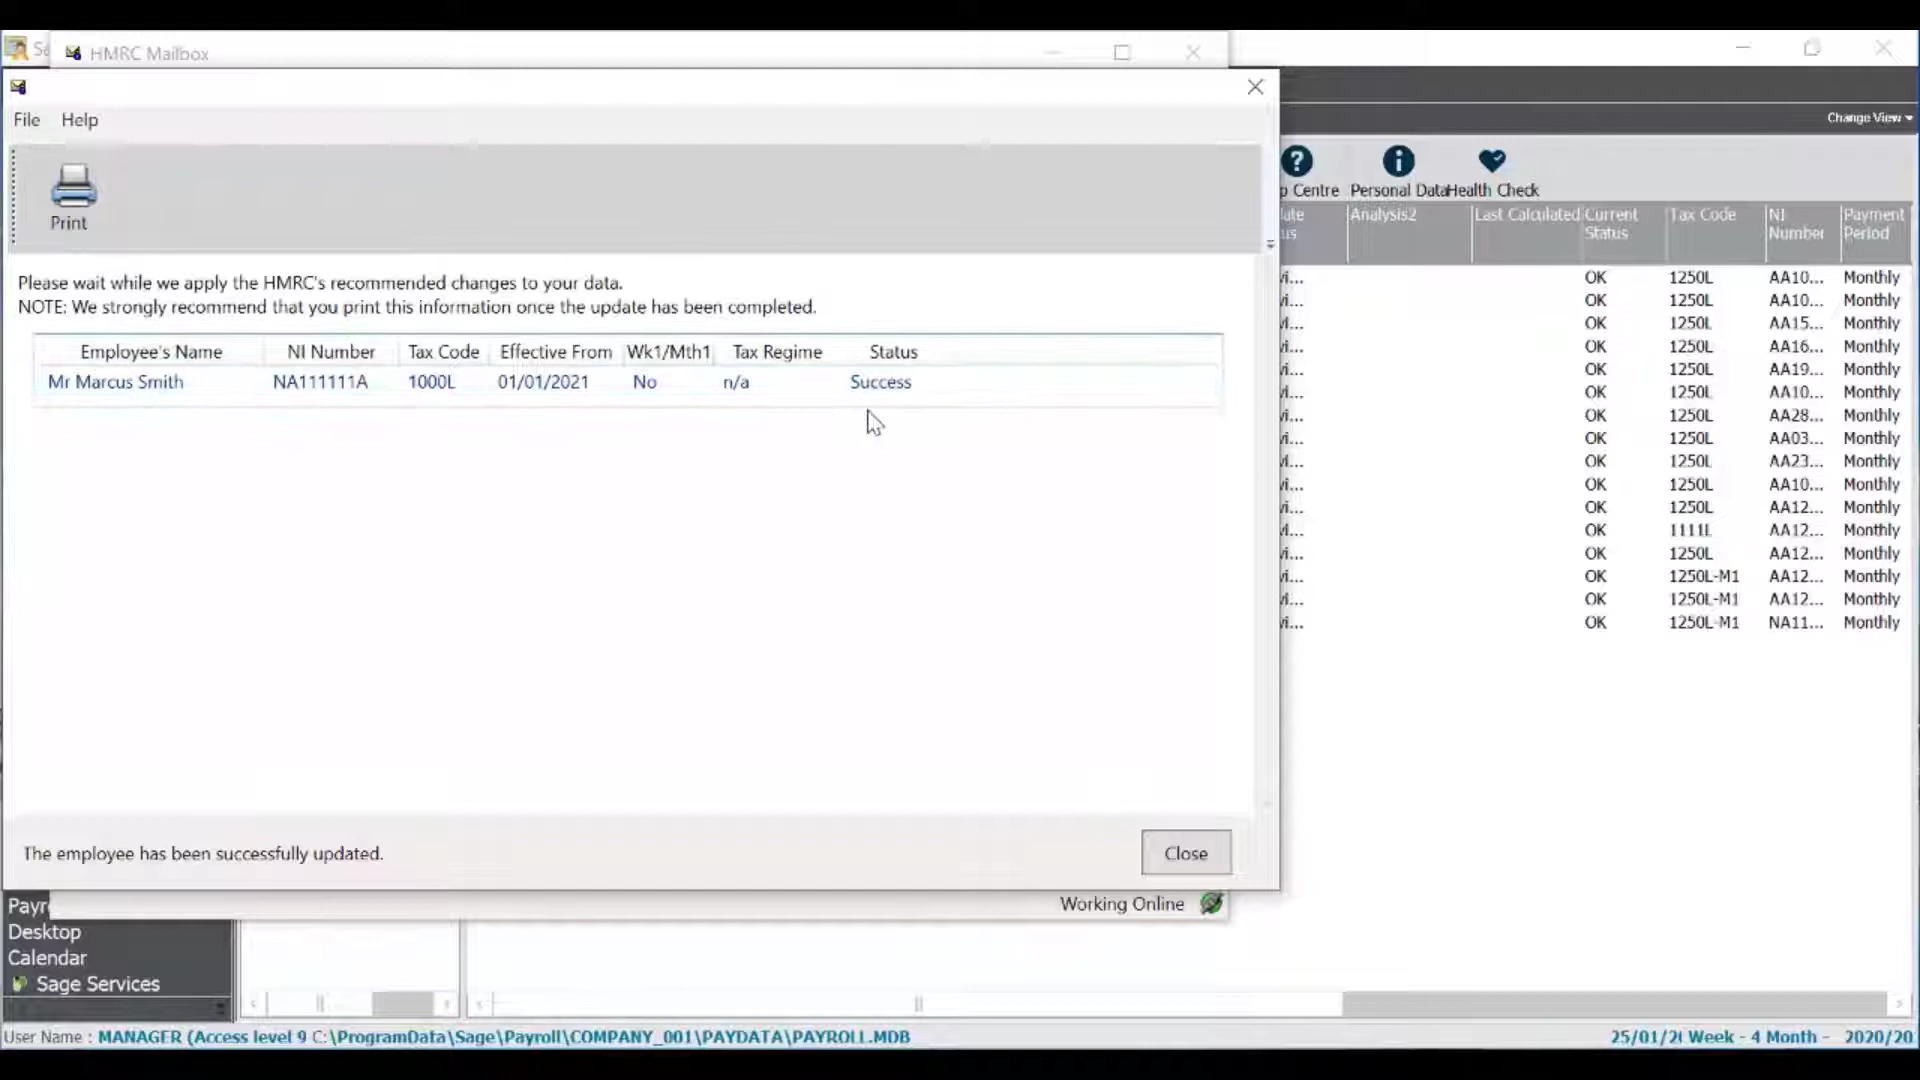 HMRC Mailbox
File Help
Change View
Print
Centre Personal Data Health Check
Analysis2 Last Calculated Current Status Tax Code NI Number Payment Period
Please wait while we apply the HMRC's recommended changes to your data.
NOTE: We strongly recommend that you print this information once the update has been completed.
Employee's Name NI Number Tax Code Effective From Wk1/Mth1 Tax Regime Status
Mr Marcus Smith NA111111A 1000L 01/01/2021 No n/a Success
OK 1250L AA10... Monthly
OK 1250L AA10... Monthly
OK 1250L AA15... Monthly
OK 1250L AA16... Monthly
OK 1250L AA19... Monthly
OK 1250L AA10... Monthly
OK 1250L AA28... Monthly
OK 1250L AA03... Monthly
OK 1250L AA23... Monthly
OK 1250L AA10... Monthly
OK 1250L AA12... Monthly
OK 1111L AA12... Monthly
OK 1250L AA12... Monthly
OK 1250L-M1 AA12... Monthly
OK 1250L-M1 AA12... Monthly
OK 1250L-M1 NA11... Monthly
The employee has been successfully updated.
Close
Working Online
Desktop
Calendar
Sage Services
User Name : MANAGER (Access level 9 C:\ProgramData\Sage\Payroll\COMPANY_001\PAYDATA\PAYROLL.MDB
25/01/2( Week - 4 Month - 2020/20